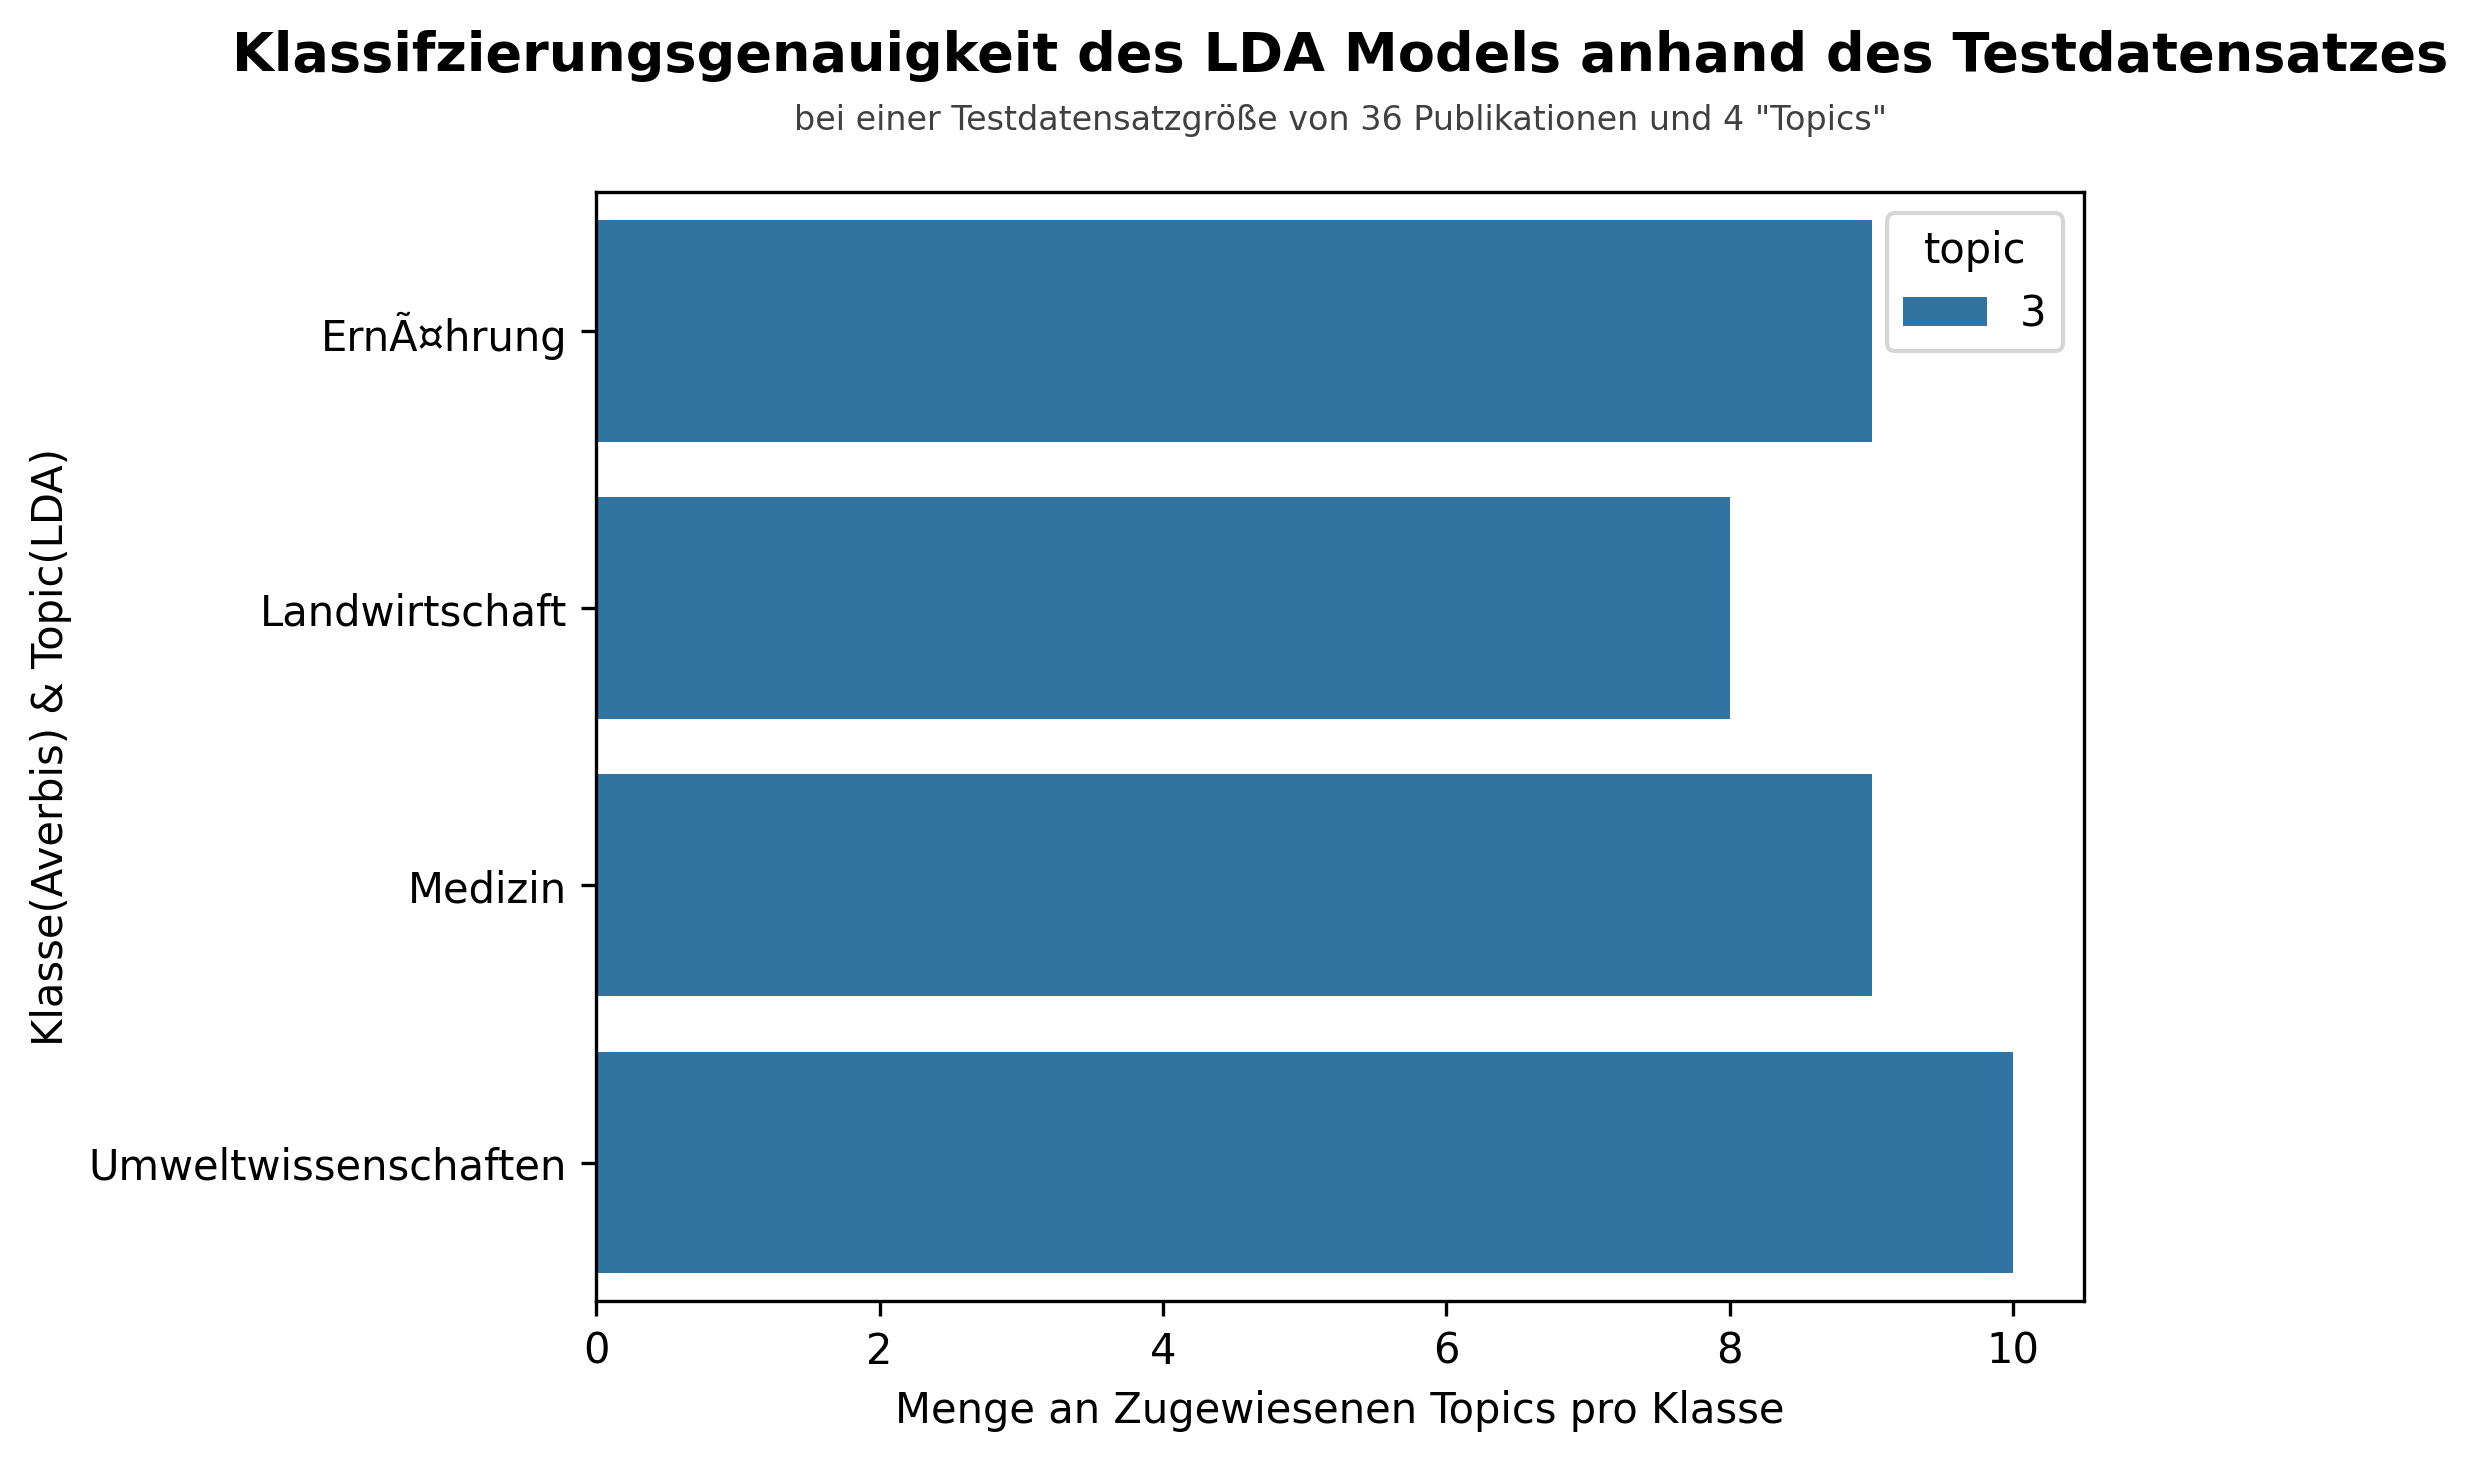 Klassifzierungsgenauigkeit des LDA Models anhand des Testdatensatzes
bei einer Testdatensatzgröße von 36 Publikationen und 4 "Topics"
topic
3
ErnÃ¤hrung
Landwirtschaft
Medizin
Umweltwissenschaften
Klasse(Averbis) & Topic(LDA)
0 2 4 6 8 10
Menge an Zugewiesenen Topics pro Klasse